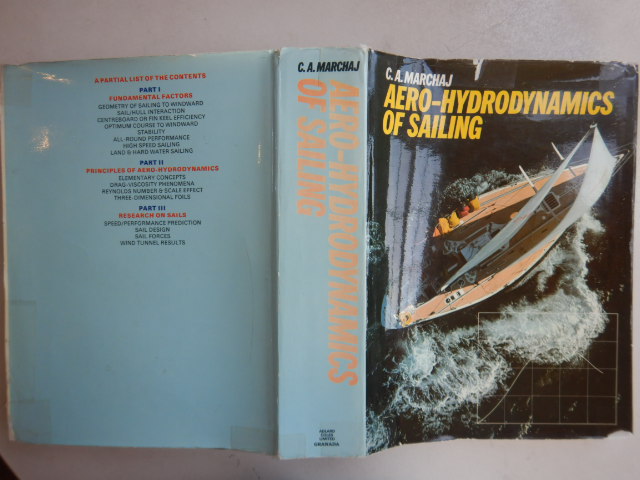 A PARTIAL LIST OF THE CONTENTS
PART I
FUNDAMENTAL FACTORS
GEOMETRY OF SAILING TO WINDWARD
SAIL/HULL INTERACTION
CENTREBOARD OR FIN KEEL EFFICIENCY
OPTIMUM COURSE TO WINDWARD
STABILITY
ALL-ROUND PERFORMANCE
HIGH SPEED SAILING
LAND & HARD WATER SAILING
PART II
PRINCIPLES OF AERO-HYDRODYNAMICS
ELEMENTARY CONCEPTS
DRAG/VISCOSITY PHENOMENA
REYNOLDS NUMBER & SCALE EFFECT
THREE-DIMENSIONAL FOILS
PART III
RESEARCH ON SAILS
SPEED/PERFORMANCE PREDICTION
SAIL DESIGN
SAIL FORCES
WIND TUNNEL RESULTS
C. A. MARCHAJ
AERO-HYDRODYNAMICS
OF SAILING
ADLARD
COLES
LIMITED
GRANADA
C. A. MARCHAJ
AERO-HYDRODYNAMICS
OF SAILING